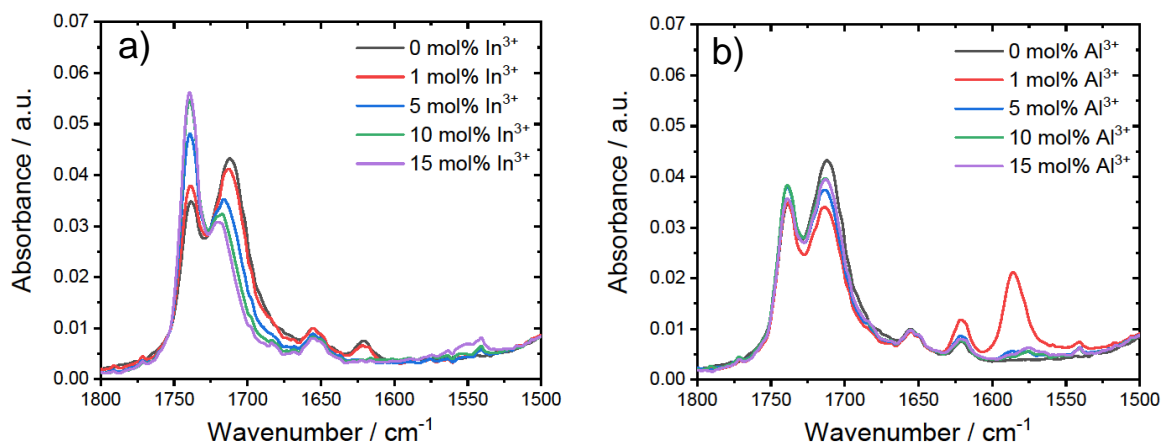 a)
0 mol% In³⁺
1 mol% In³⁺
5 mol% In³⁺
10 mol% In³⁺
15 mol% In³⁺
0.07
0.06
0.05
0.04
0.03
0.02
0.01
0.00
Absorbance / a.u.
1800 1750 1700 1650 1600 1550 1500
Wavenumber / cm⁻¹
b)
0 mol% Al³⁺
1 mol% Al³⁺
5 mol% Al³⁺
10 mol% Al³⁺
15 mol% Al³⁺
0.07
0.06
0.05
0.04
0.03
0.02
0.01
0.00
Absorbance / a.u.
1800 1750 1700 1650 1600 1550 1500
Wavenumber / cm⁻¹